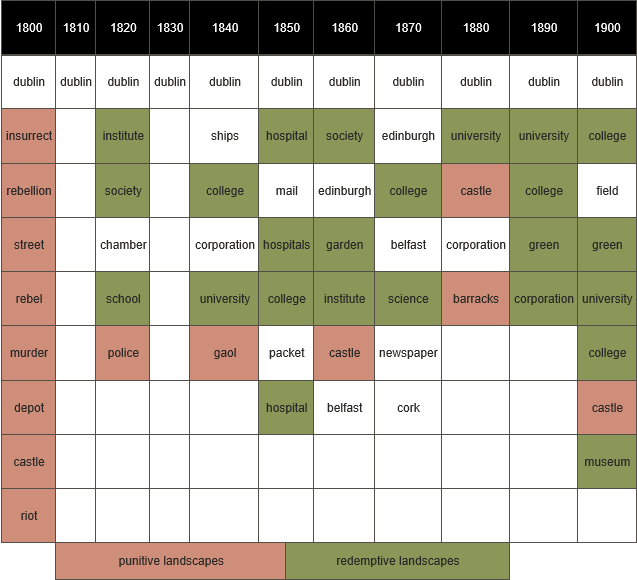 1800 1810 1820 1830 1840 1850 1860 1870 1880 1890 1900
dublin dublin dublin dublin dublin dublin dublin dublin dublin dublin dublin
insurrect institute ships hospital society edinburgh university university college
rebellion society college mail edinburgh college castle college field
street chamber corporation hospitals garden belfast corporation green green
rebel school university college institute science barracks corporation university
murder police gaol packet castle newspaper college
depot hospital belfast cork castle
castle museum
riot
punitive landscapes redemptive landscapes